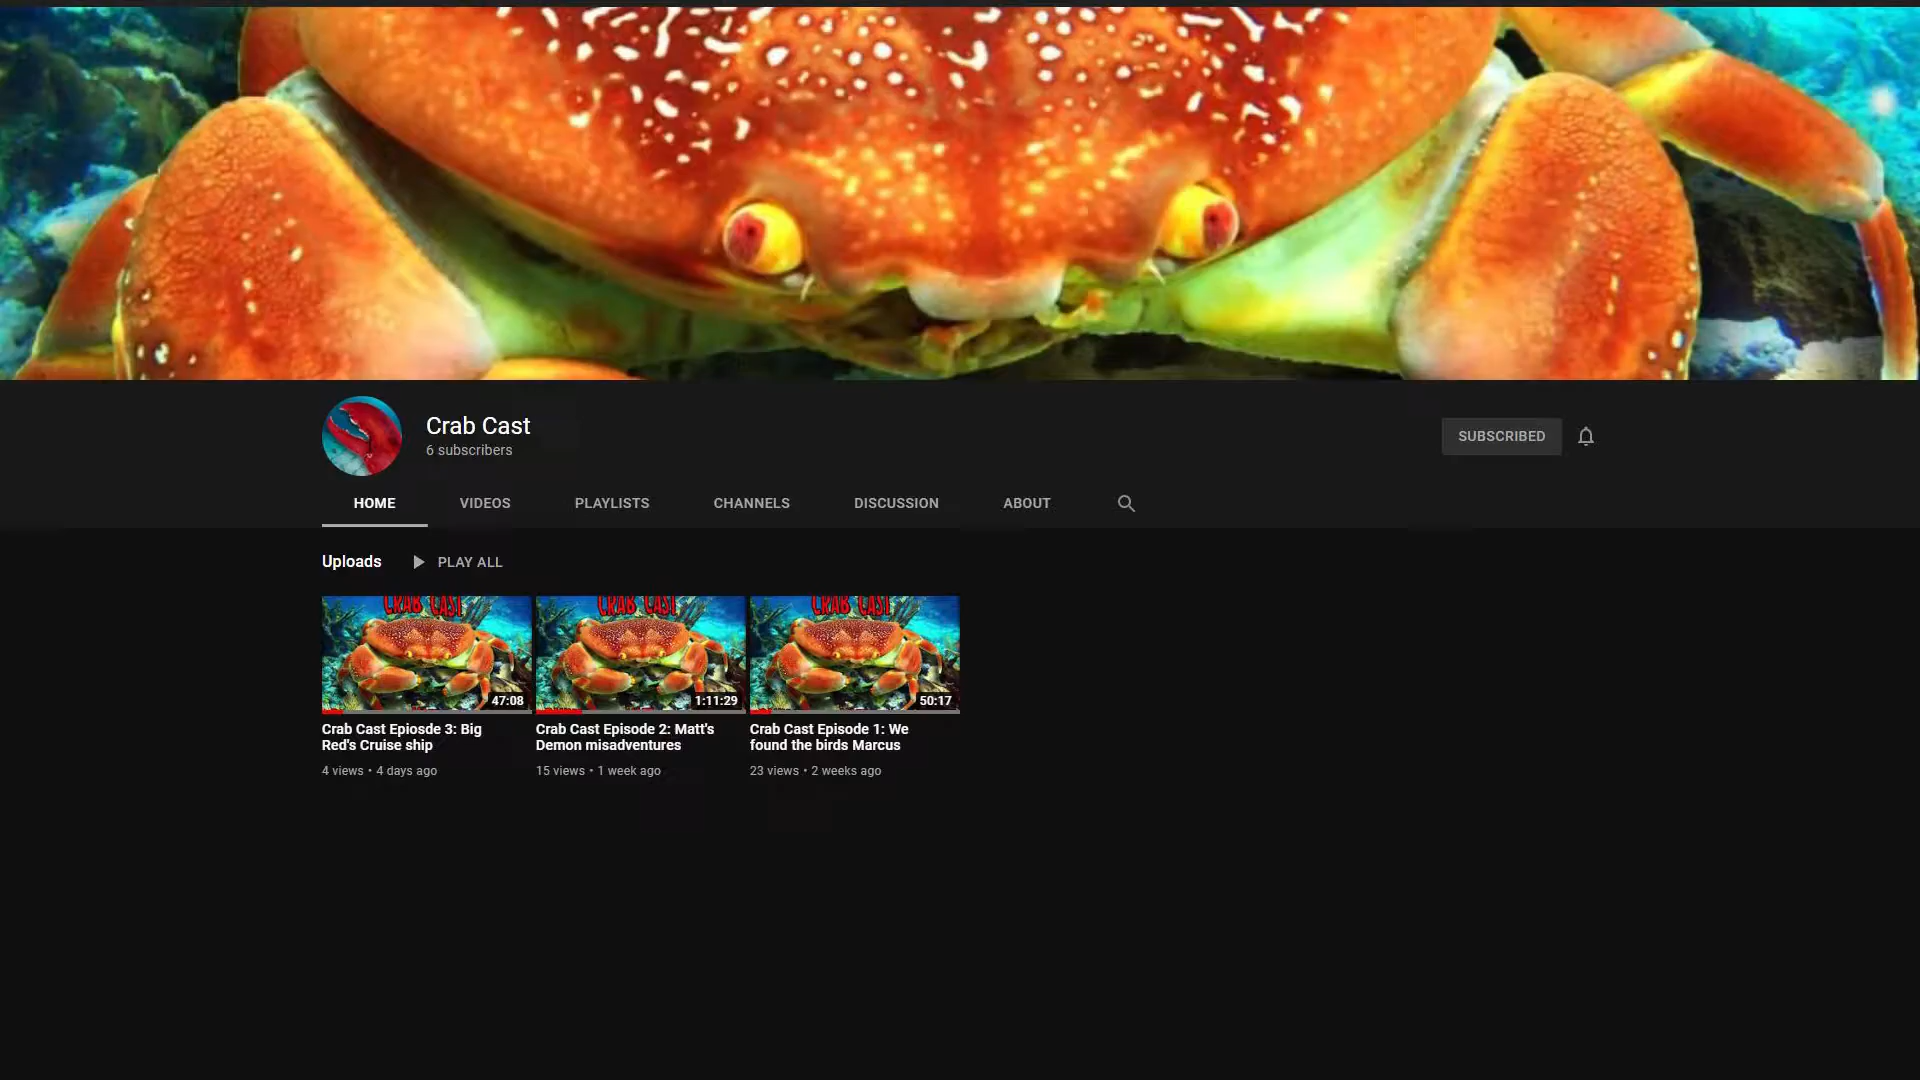 Crab Cast
6 subscribers
SUBSCRIBED
HOME
VIDEOS
PLAYLISTS
CHANNELS
DISCUSSION
ABOUT
Uploads
PLAY ALL
CRAB CAST
47:08
Crab Cast Epiosde 3: Big
Red's Cruise ship
4 views • 4 days ago
CRAB CAST
1:11:29
Crab Cast Episode 2: Matt's
Demon misadventures
15 views • 1 week ago
CRAB CAST
50:17
Crab Cast Episode 1: We
found the birds Marcus
23 views • 2 weeks ago